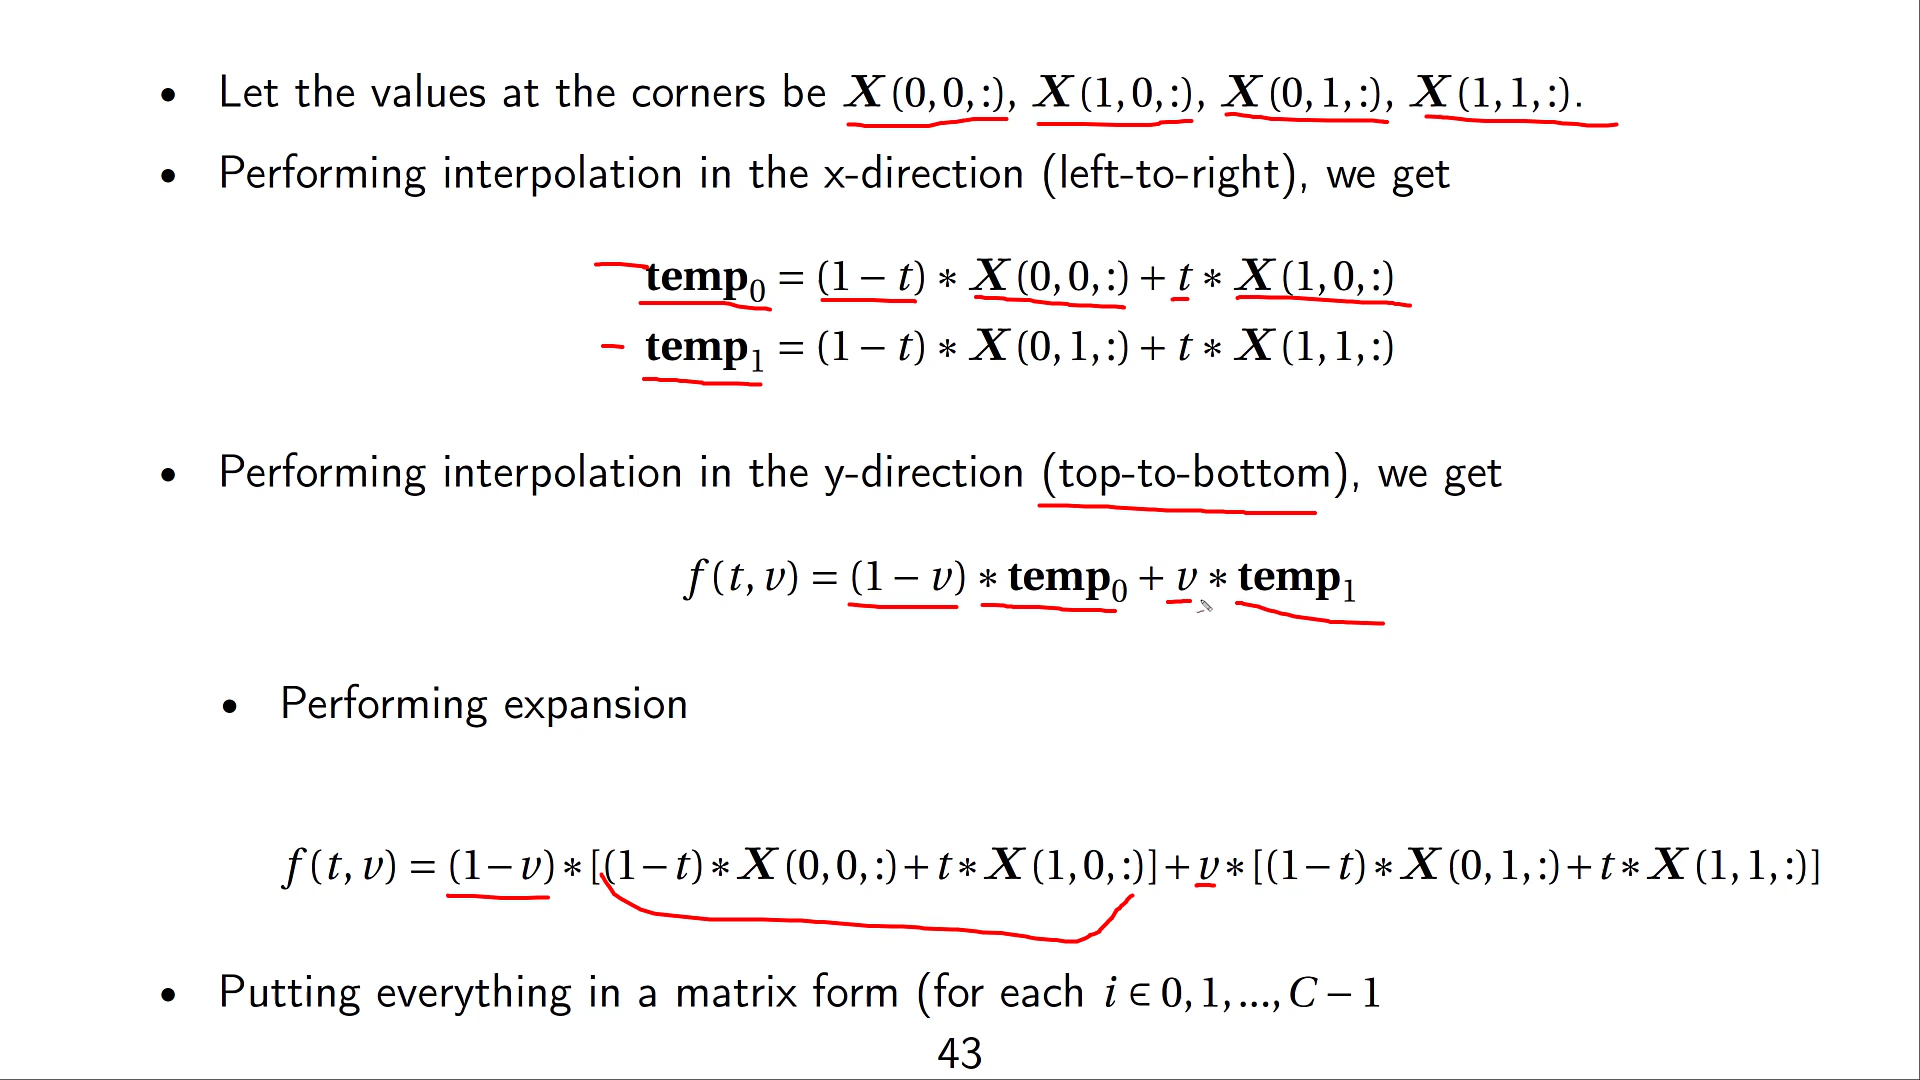 • Let the values at the corners be X(0,0,:), X(1,0,:), X(0,1,:), X(1,1,:).
• Performing interpolation in the x-direction (left-to-right), we get
temp₀ = (1 − t) ∗ X(0,0,:) + t ∗ X(1,0,:)
temp₁ = (1 − t) ∗ X(0,1,:) + t ∗ X(1,1,:)
• Performing interpolation in the y-direction (top-to-bottom), we get
f(t, v) = (1 − v) ∗ temp₀ + v ∗ temp₁
• Performing expansion
f(t, v) = (1−v)∗[(1−t)∗X(0,0,:)+t∗X(1,0,:)]+v∗[(1−t)∗X(0,1,:)+t∗X(1,1,:)]
• Putting everything in a matrix form (for each i ∈ 0, 1, ..., C − 1
43